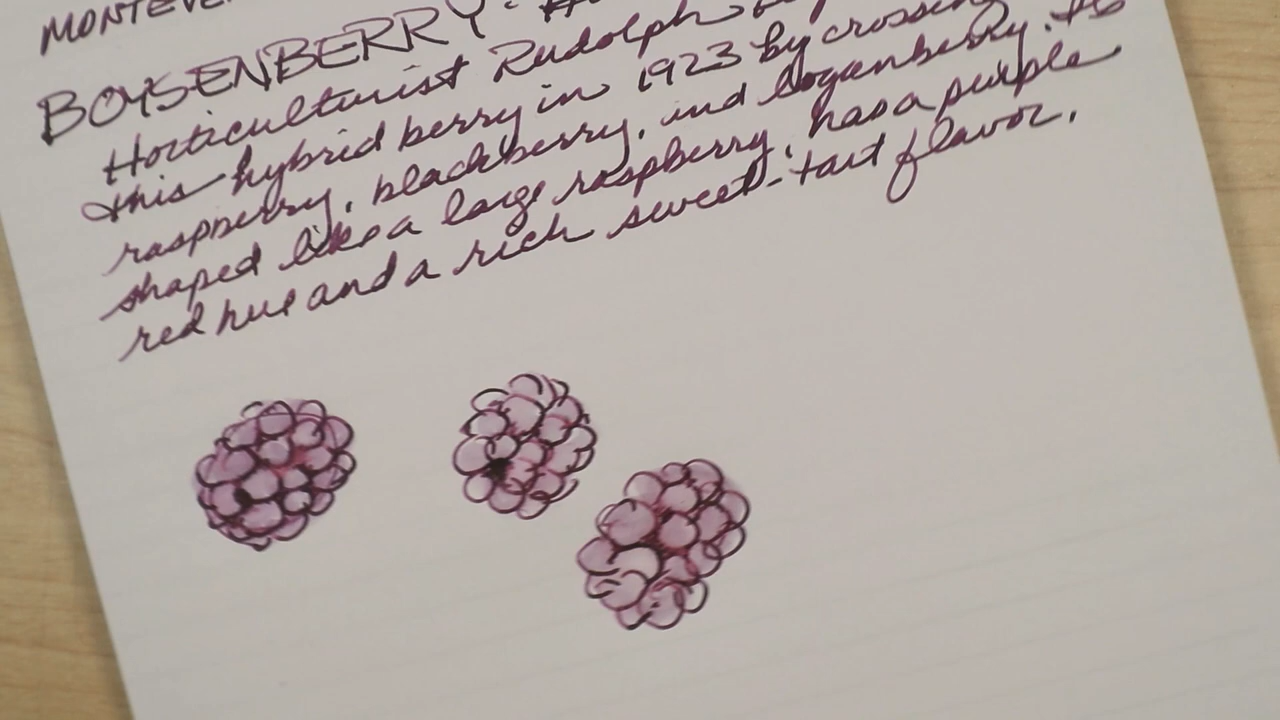 BOYSENBERRY
Horticulturist Rudolph
this hybrid berry in 1923 by crossing
raspberry, blackberry, and loganberry. It's
shaped like a large raspberry, has a purple
red hue and a rich sweet-tart flavor.